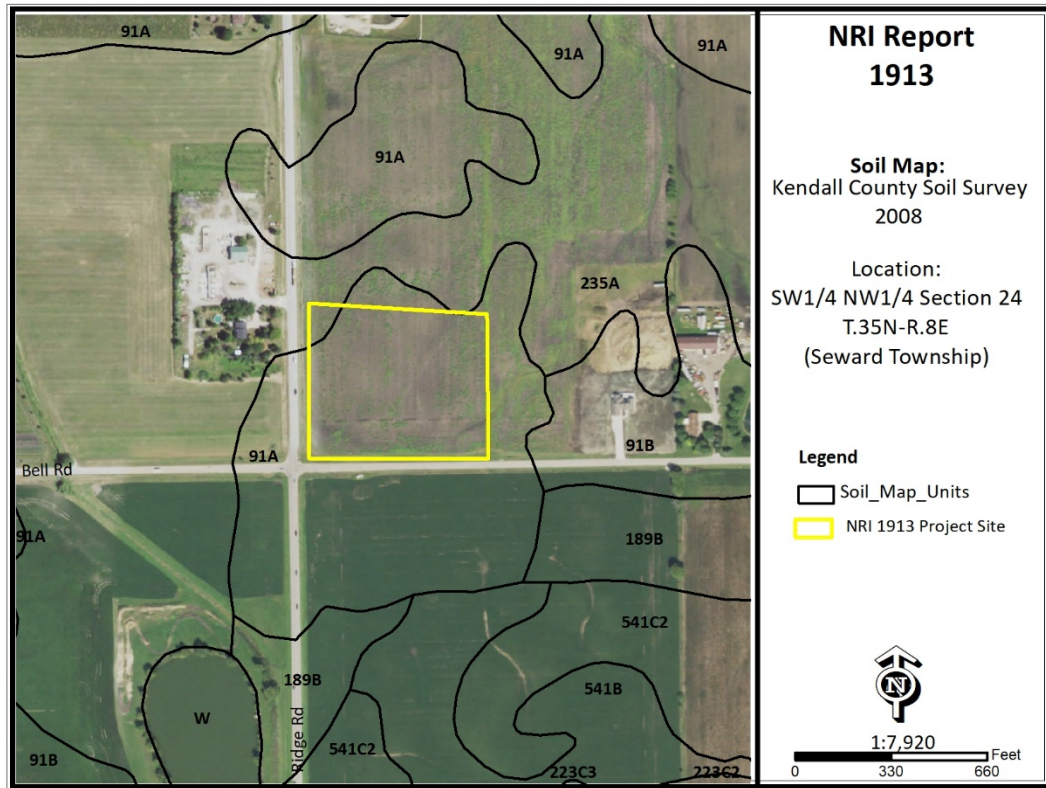 91A
91A
91A
91A
235A
91A
91B
Bell Rd
91A
189B
541C2
189B
541B
W
Ridge Rd
541C2
91B
223C3
223C2
NRI Report
1913
Soil Map:
Kendall County Soil Survey
2008
Location:
SW1/4 NW1/4 Section 24
T.35N-R.8E
(Seward Township)
Legend
Soil_Map_Units
NRI 1913 Project Site
N
1:7,920
Feet
0 330 660